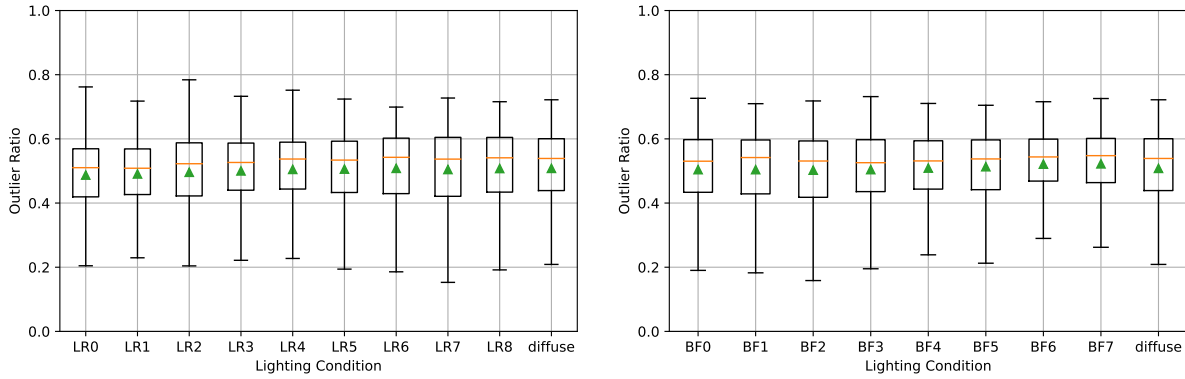 1.0
0.8
0.6
0.4
0.2
0.0
Outlier Ratio
LR0 LR1 LR2 LR3 LR4 LR5 LR6 LR7 LR8 diffuse
Lighting Condition
1.0
0.8
0.6
0.4
0.2
0.0
Outlier Ratio
BF0 BF1 BF2 BF3 BF4 BF5 BF6 BF7 diffuse
Lighting Condition